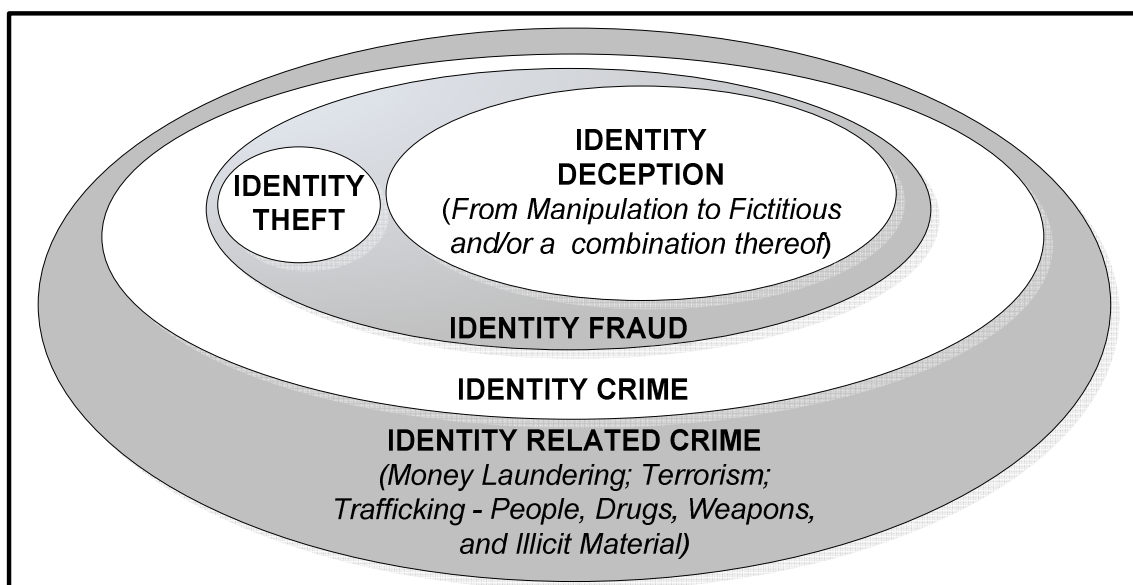 IDENTITY
THEFT
IDENTITY
DECEPTION
(From Manipulation to Fictitious
and/or a combination thereof)
IDENTITY FRAUD
IDENTITY CRIME
IDENTITY RELATED CRIME
(Money Laundering; Terrorism;
Trafficking - People, Drugs, Weapons,
and Illicit Material)